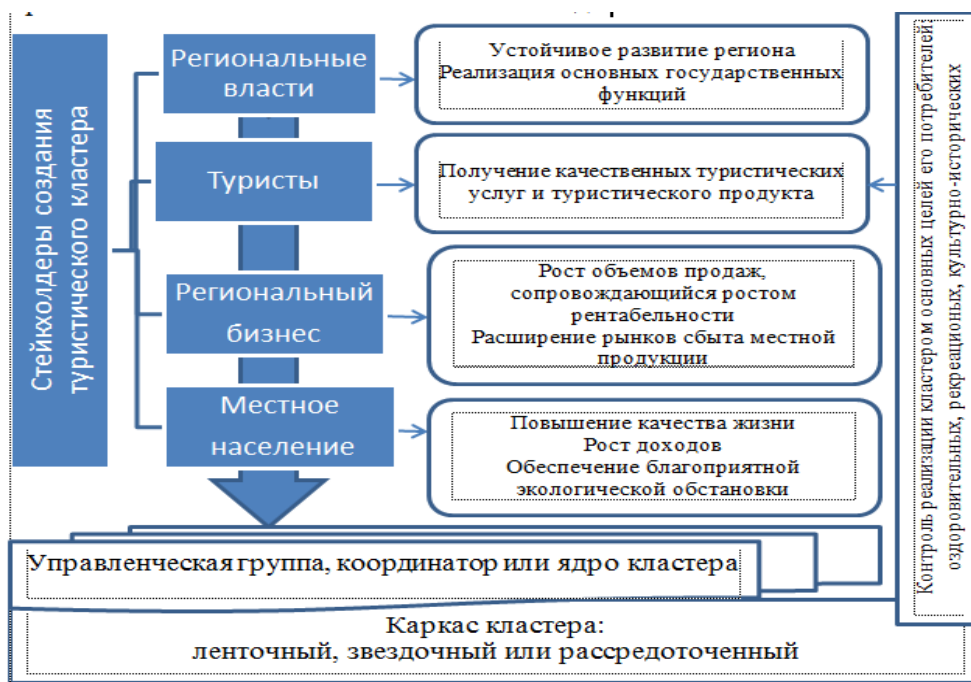 Стейкхолдеры создания
туристического кластера
Региональные
власти
Устойчивое развитие региона
Реализация основных государственных
функций
Туристы
Получение качественных туристических
услуг и туристического продукта
Региональный
бизнес
Рост объемов продаж,
сопровождающийся ростом
рентабельности
Расширение рынков сбыта местной
продукции
Местное
население
Повышение качества жизни
Рост доходов
Обеспечение благоприятной
экологической обстановки
Контроль реализации кластером основных целей его потребителей:
оздоровительных, рекреационных, культурно-исторических
Управленческая группа, координатор или ядро кластера
Каркас кластера:
ленточный, звездочный или рассредоточенный